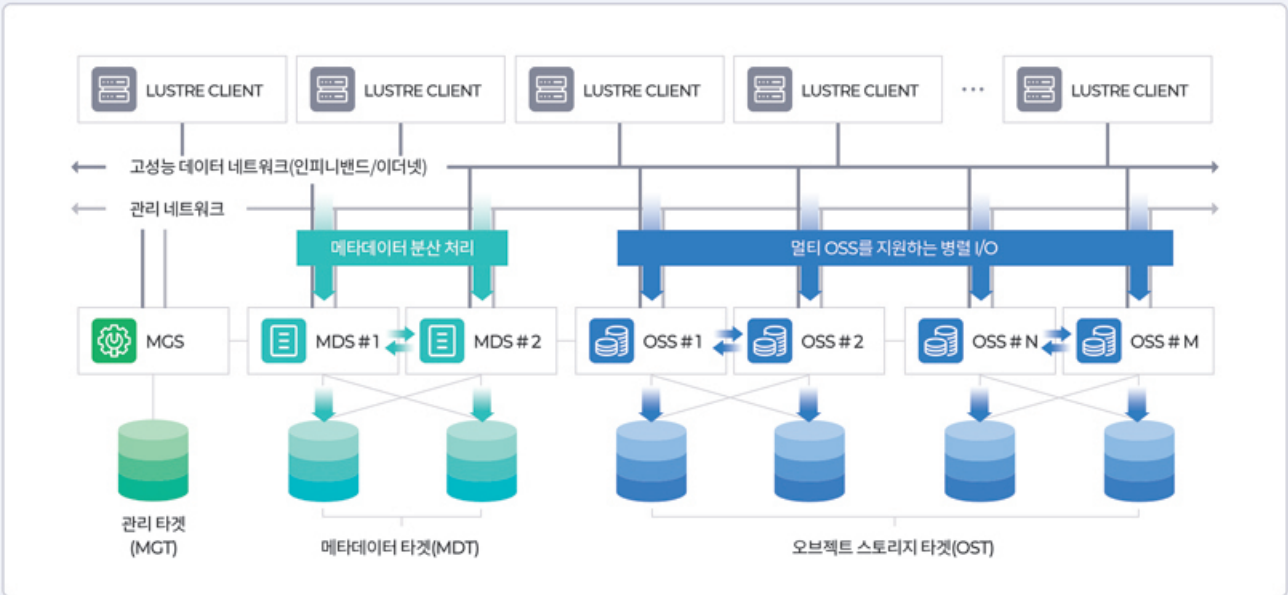 LUSTRE CLIENT
LUSTRE CLIENT
LUSTRE CLIENT
LUSTRE CLIENT
...
LUSTRE CLIENT
고성능 데이터 네트워크(인피니밴드/이더넷)
관리 네트워크
메타데이터 분산 처리
멀티 OSS를 지원하는 병렬 I/O
MGS
MDS # 1
MDS # 2
OSS # 1
OSS # 2
OSS # N
OSS # M
관리 타겟
(MGT)
메타데이터 타겟(MDT)
오브젝트 스토리지 타겟(OST)